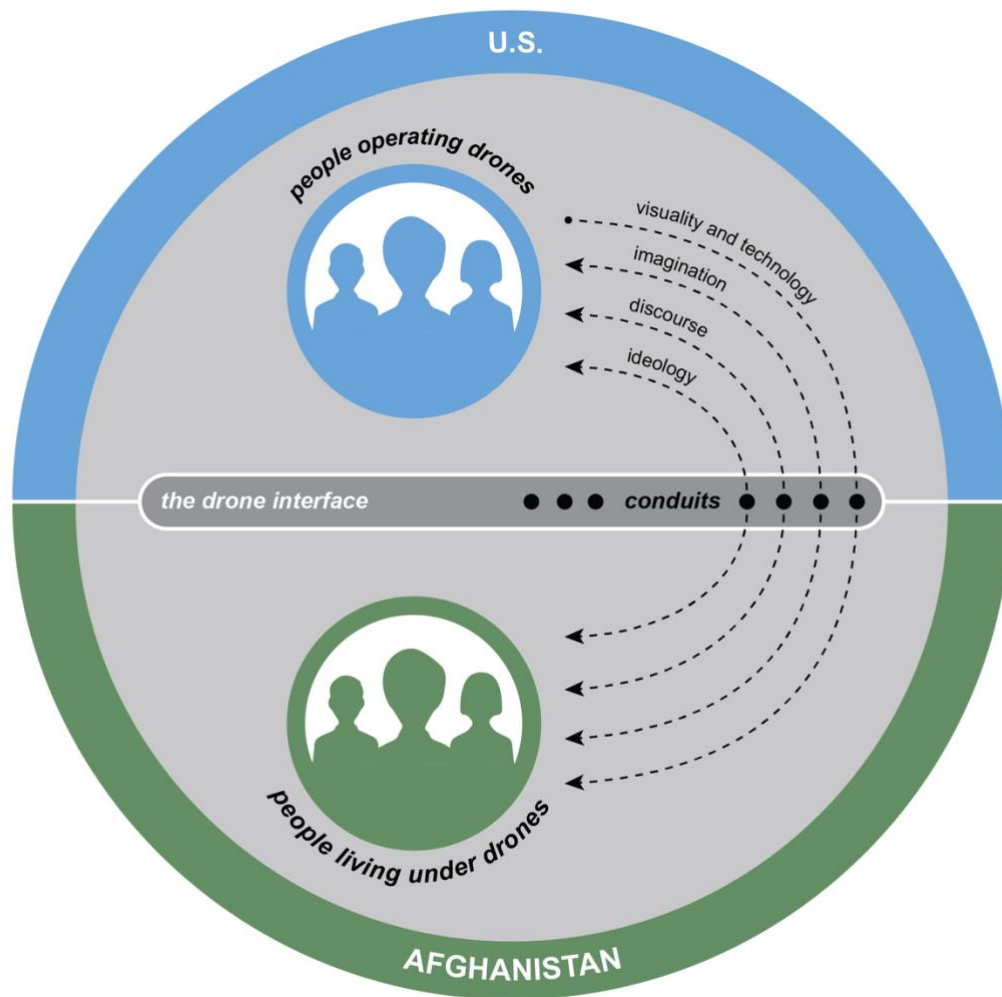 U.S.
people operating drones
visuality and technology
imagination
discourse
ideology
the drone interface
conduits
people living under drones
AFGHANISTAN